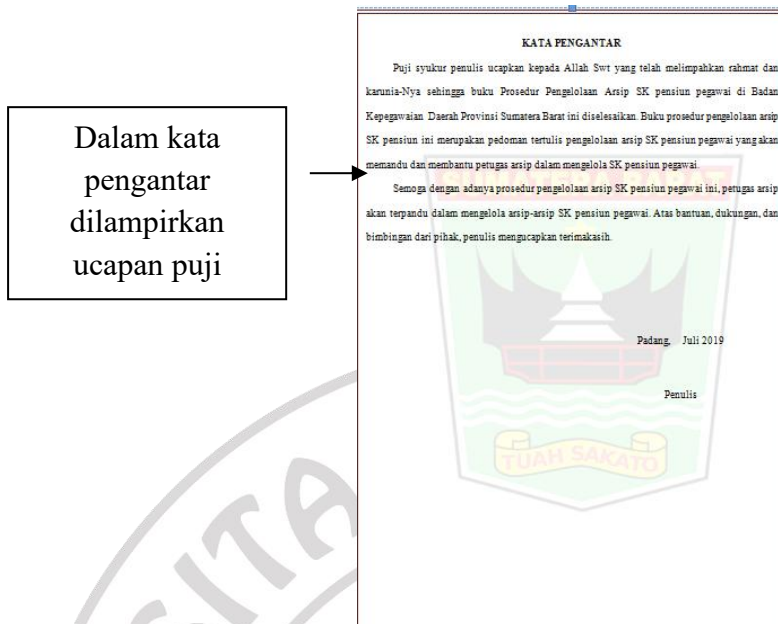 Dalam kata
pengantar
dilampirkan
ucapan puji
KATA PENGANTAR
Puji syukur penulis ucapkan kepada Allah Swt yang telah melimpahkan rahmat dan
karunia-Nya sehingga buku Prosedur Pengelolaan Arsip SK pensiun pegawai di Badan
Kepegawaian Daerah Provinsi Sumatera Barat ini diselesaikan. Buku prosedur pengelolaan arsip
SK pensiun ini merupakan pedoman tertulis pengelolaan arsip SK pensiun pegawai yang akan
memandu dan membantu petugas arsip dalam mengelola SK pensiun pegawai.
SUMATERA BARAT
Semoga dengan adanya prosedur pengelolaan arsip SK pensiun pegawai ini, petugas arsip
akan terpandu dalam mengelola arsip-arsip SK pensiun pegawai. Atas bantuan, dukungan, dan
bimbingan dari pihak, penulis mengucapkan terimakasih.
Padang, Juli 2019
Penulis
TUAH SAKATO
SITA